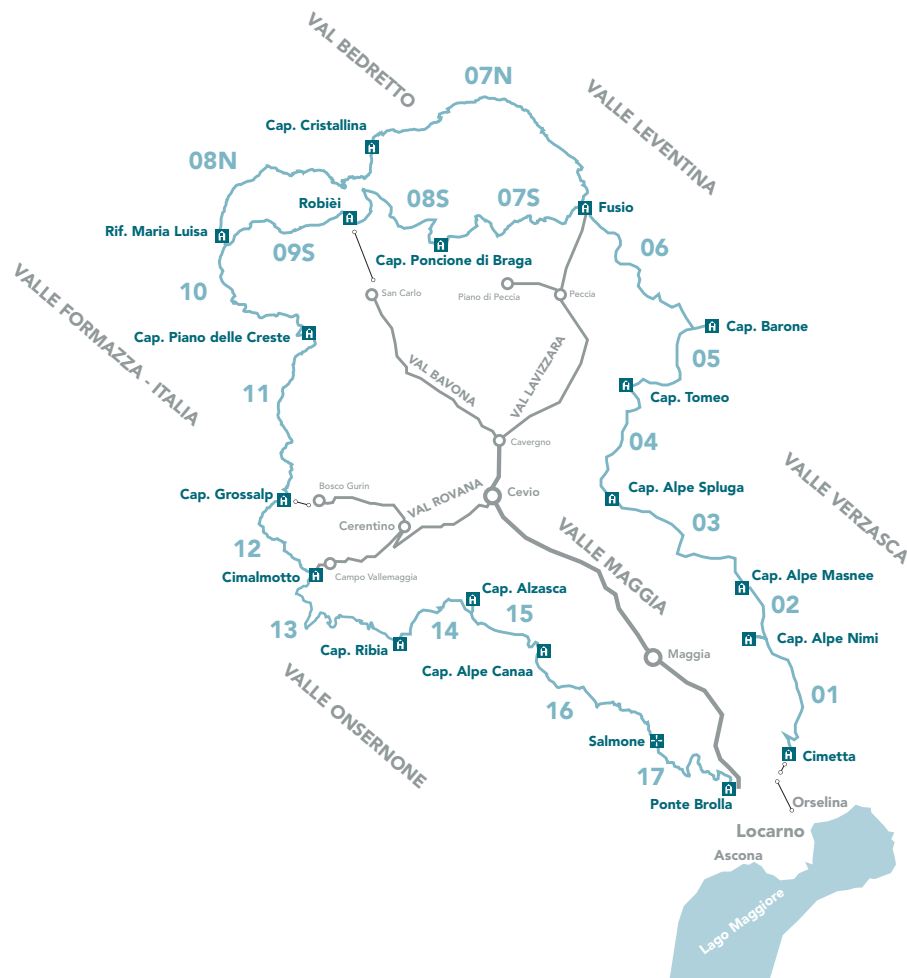 VAL BEDRETTO
07N
VALLE LEVENTINA
Cap. Cristallina
08N
Robièi
08S
07S
Fusio
Rif. Maria Luisa
09S
Cap. Poncione di Braga
06
VALLE FORMAZZA - ITALIA
10
San Carlo
Piano di Peccia
Peccia
Cap. Piano delle Creste
Cap. Barone
VAL BAVONA
VAL LAVIZZARA
05
11
Cap. Tomeo
Cavergno
04
Cap. Grossalp
Bosco Gurin
VAL ROVANA
Cevio
Cap. Alpe Spluga
VALLE VERZASCA
Cerentino
03
12
VALLE MAGGIA
Cimalmotto
Campo Vallemaggia
Cap. Alzasca
Cap. Alpe Masnee
02
13
14
15
Cap. Ribia
Cap. Alpe Canaa
Maggia
Cap. Alpe Nimi
VALLE ONSERNONE
16
01
Salmone
Cimetta
17
Ponte Brolla
Orselina
Locarno
Ascona
Lago Maggiore